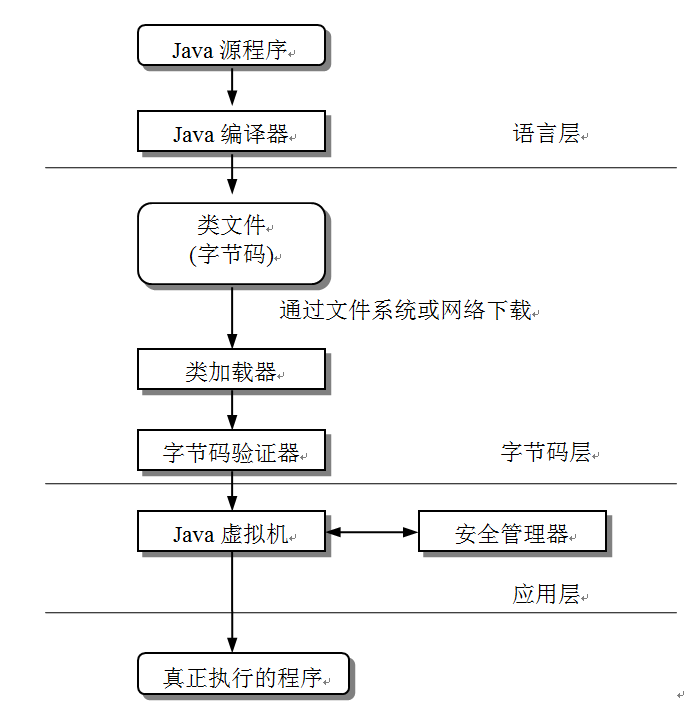 Java 源程序
Java 编译器
语言层
类文件
(字节码)
通过文件系统或网络下载
类加载器
字节码验证器
字节码层
Java 虚拟机
安全管理器
应用层
真正执行的程序